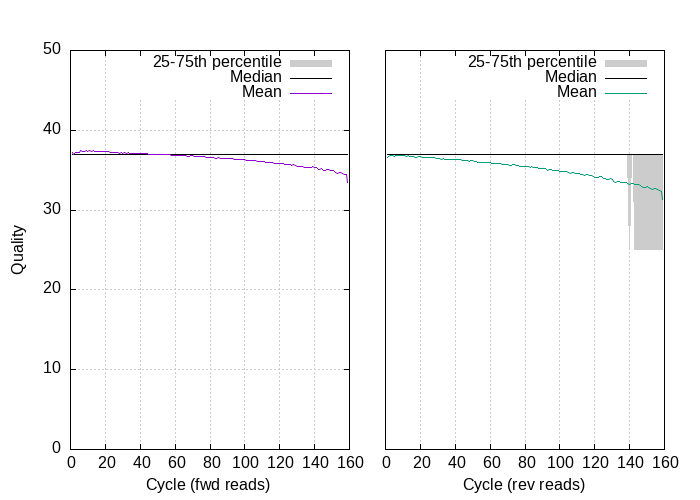 50
40
30
20
10
0
Quality
25-75th percentile
Median
Mean
0 20 40 60 80 100 120 140 160
Cycle (fwd reads)
25-75th percentile
Median
Mean
0 20 40 60 80 100 120 140 160
Cycle (rev reads)